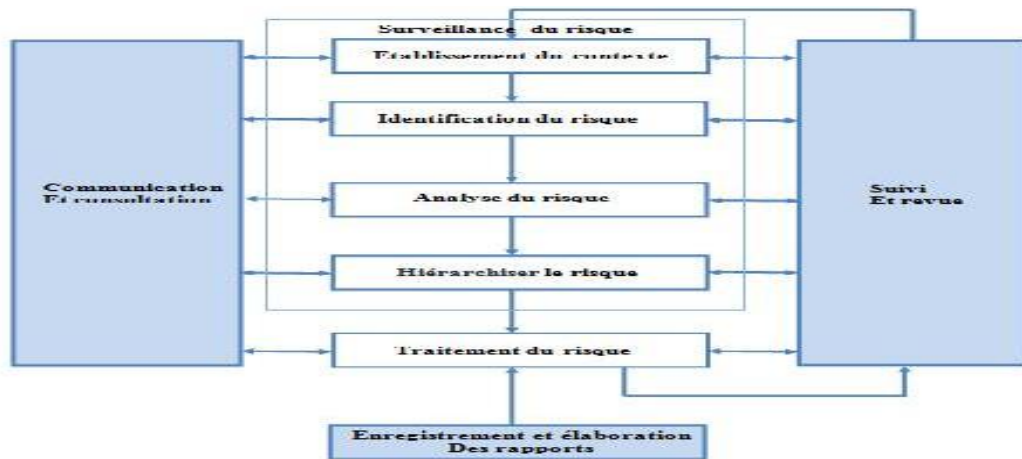 Surveillance du risque
Etablissement du contexte
Identification du risque
Communication
Et consultation
Analyse du risque
Suivi
Et revue
Hiérarchiser le risque
Traitement du risque
Enregistrement et élaboration
Des rapports